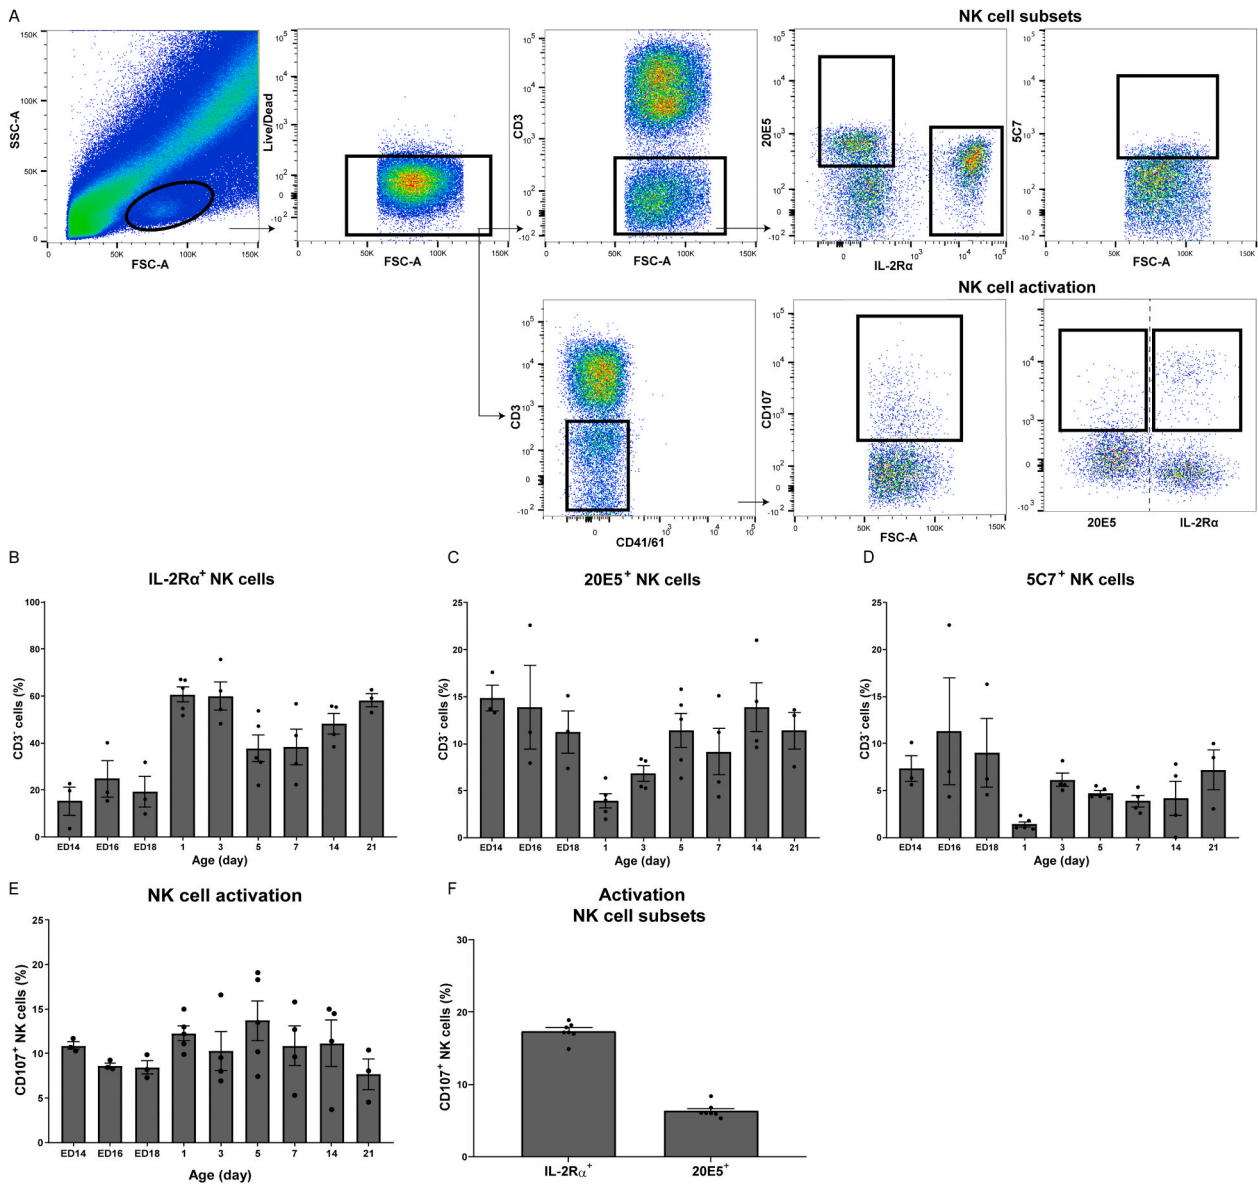 A
NK cell subsets
150K
100K
50K
0
SSC-A
0 50K 100K 150K
FSC-A
10^5
10^4
10^3
10^2
0
-10^2
Live/Dead
0 50K 100K 150K
FSC-A
10^5
10^4
10^3
10^2
0
-10^2
CD3
0 50K 100K 150K
FSC-A
10^5
10^4
10^3
10^2
0
-10^2
20E5
0 10^3 10^4 10^5
IL-2Rα
10^5
10^4
10^3
10^2
0
-10^2
5C7
0 50K 100K 150K
FSC-A
NK cell activation
10^5
10^4
10^3
10^2
0
-10^2
CD3
0 10^3 10^4 10^5
CD41/61
10^5
10^4
10^3
10^2
0
-10^2
CD107
0 50K 100K 150K
FSC-A
10^4
10^3
0
-10^3
20E5 IL-2Rα
B
IL-2Rα+ NK cells
100
80
60
40
20
0
CD3- cells (%)
ED14 ED16 ED18 1 3 5 7 14 21
Age (day)
C
20E5+ NK cells
25
20
15
10
5
0
CD3- cells (%)
ED14 ED16 ED18 1 3 5 7 14 21
Age (day)
D
5C7+ NK cells
25
20
15
10
5
0
CD3- cells (%)
ED14 ED16 ED18 1 3 5 7 14 21
Age (day)
E
NK cell activation
25
20
15
10
5
0
CD107+ NK cells (%)
ED14 ED16 ED18 1 3 5 7 14 21
Age (day)
F
Activation
NK cell subsets
30
20
10
0
CD107+ NK cells (%)
IL-2Rα+ 20E5+